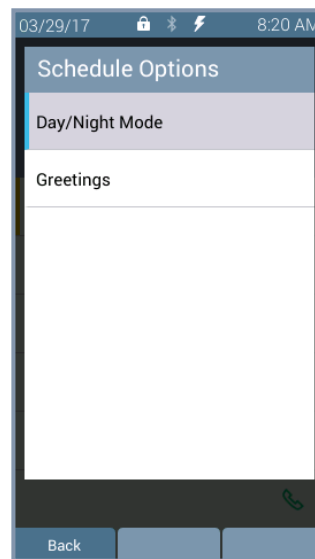 03/29/17 8:20 AM
Schedule Options
Day/Night Mode
Greetings
Back